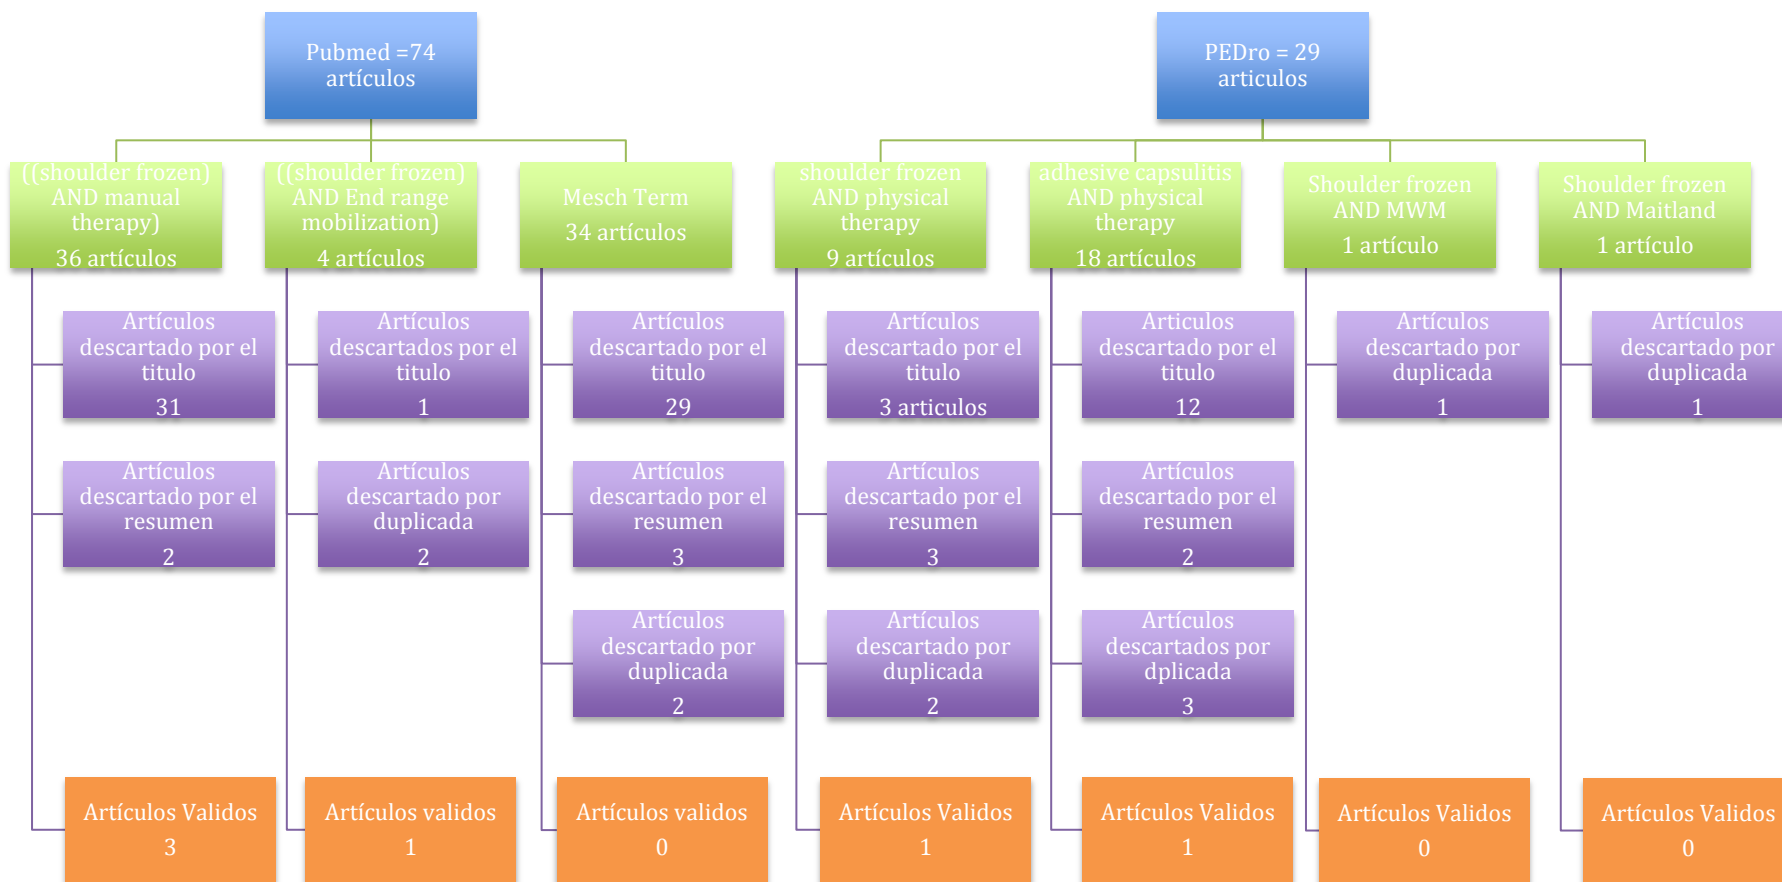 Pubmed =74
artículos
PEDro = 29
articulos
((shoulder frozen)
AND manual
therapy)
36 artículos
((shoulder frozen)
AND End range
mobilization)
4 artículos
Mesch Term
34 artículos
shoulder frozen
AND physical
therapy
9 artículos
adhesive capsulitis
AND physical
therapy
18 artículos
Shoulder frozen
AND MWM
1 artículo
Shoulder frozen
AND Maitland
1 artículo
Artículos
descartado por el
titulo
31
Artículos
descartados por el
titulo
1
Artículos
descartado por el
titulo
29
Artículos
descartado por el
titulo
3 articulos
Articulos
descartado por el
titulo
12
Artículos
descartado por
duplicada
1
Artículos
descartado por
duplicada
1
Artículos
descartado por el
resumen
2
Artículos
descartado por
duplicada
2
Artículos
descartado por el
resumen
3
Artículos
descartado por el
resumen
3
Artículos
descartado por el
resumen
2
Artículos
descartado por
duplicada
2
Artículos
descartado por
duplicada
2
Artículos
descartados por
dplicada
3
Artículos Validos
3
Artículos validos
1
Artículos validos
0
Artículos Validos
1
Artículos Validos
1
Artículos Validos
0
Artículos Validos
0